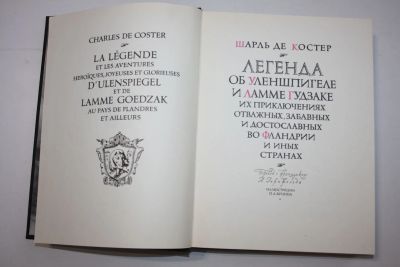 CHARLES DE COSTER
LA LÉGENDE
ET LES AVENTURES
HÉROÏQUES, JOYEUSES ET GLORIEUSES
D'ULENSPIEGEL
ET DE
LAMME GOEDZAK
AU PAYS DE FLANDRES
ET AILLEURS
ШАРЛЬ ДЕ КОСТЕР
ЛЕГЕНДА
ОБ УЛЕНШПИГЕЛЕ
И ЛАММЕ ГУДЗАКЕ
ИХ ПРИКЛЮЧЕНИЯХ
ОТВАЖНЫХ, ЗАБАВНЫХ
И ДОСТОСЛАВНЫХ
ВО ФЛАНДРИИ
И ИНЫХ
СТРАНАХ